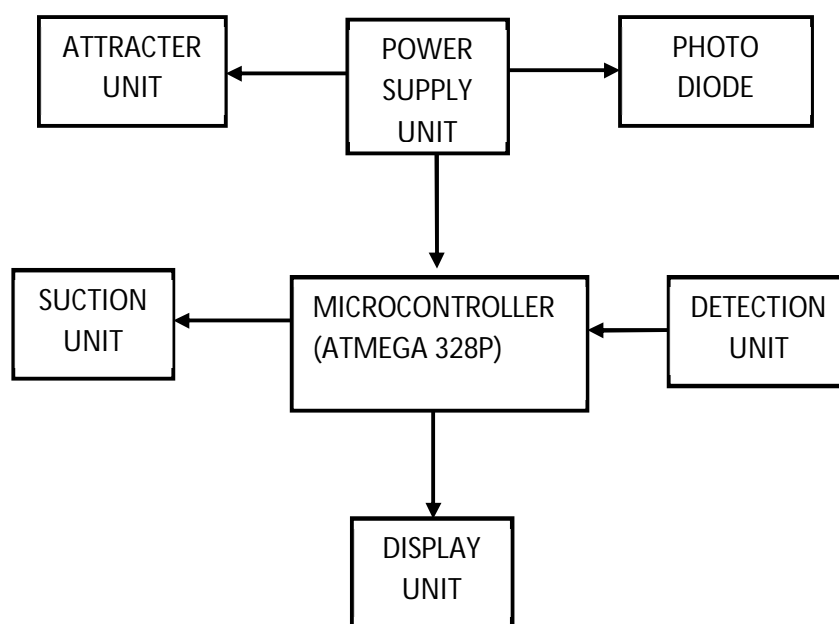 ATTRACTER
UNIT
POWER
SUPPLY
UNIT
PHOTO
DIODE
SUCTION
UNIT
MICROCONTROLLER
(ATMEGA 328P)
DETECTION
UNIT
DISPLAY
UNIT